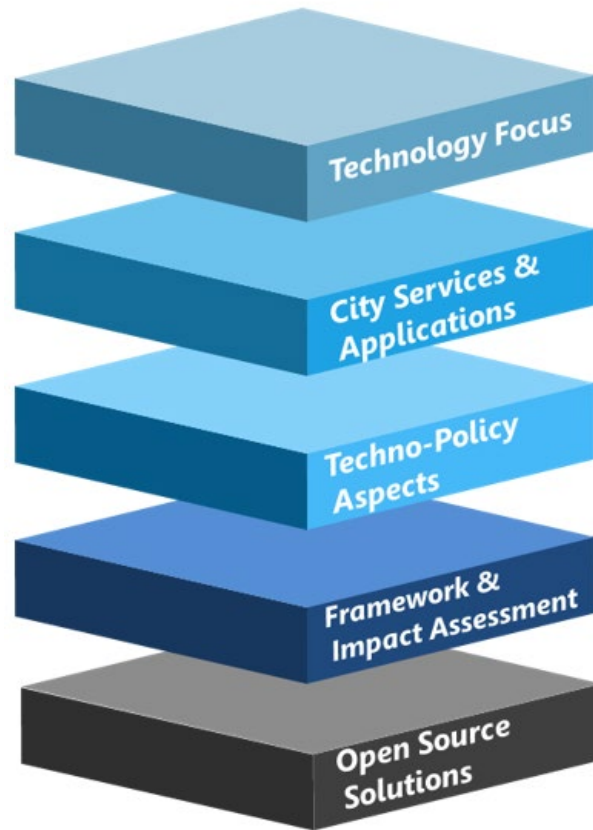 Technology Focus
City Services &
Applications
Techno-Policy
Aspects
Framework &
Impact Assessment
Open Source
Solutions